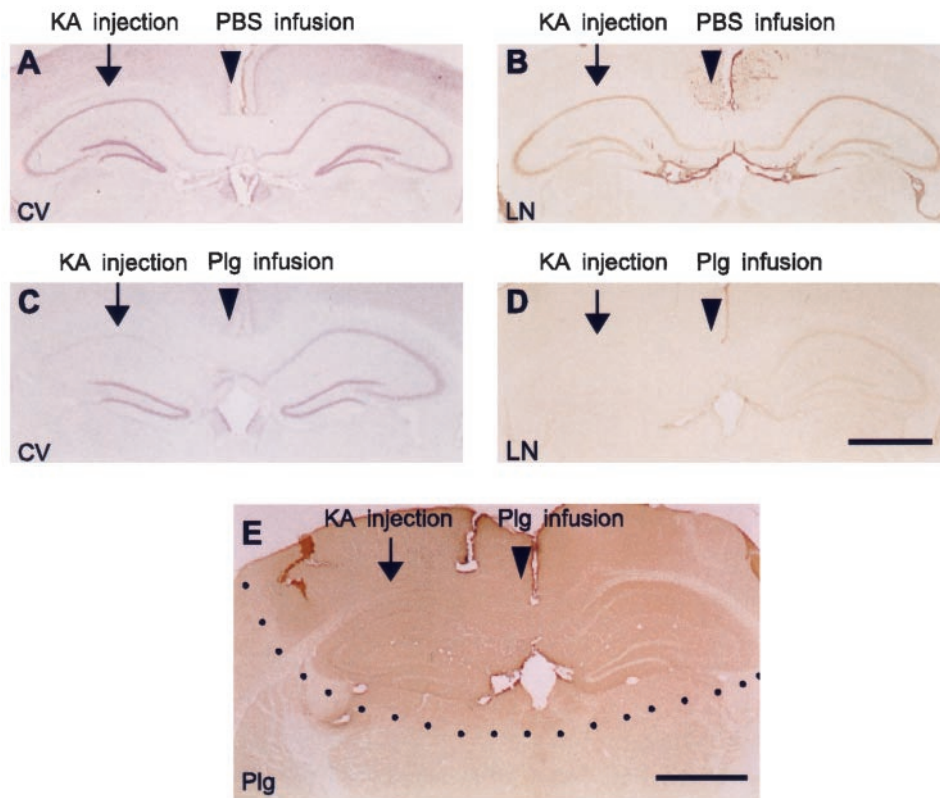 KA injection PBS infusion
A
CV
KA injection PBS infusion
B
LN
KA injection Plg infusion
C
CV
KA injection Plg infusion
D
LN
E KA injection Plg infusion
Plg